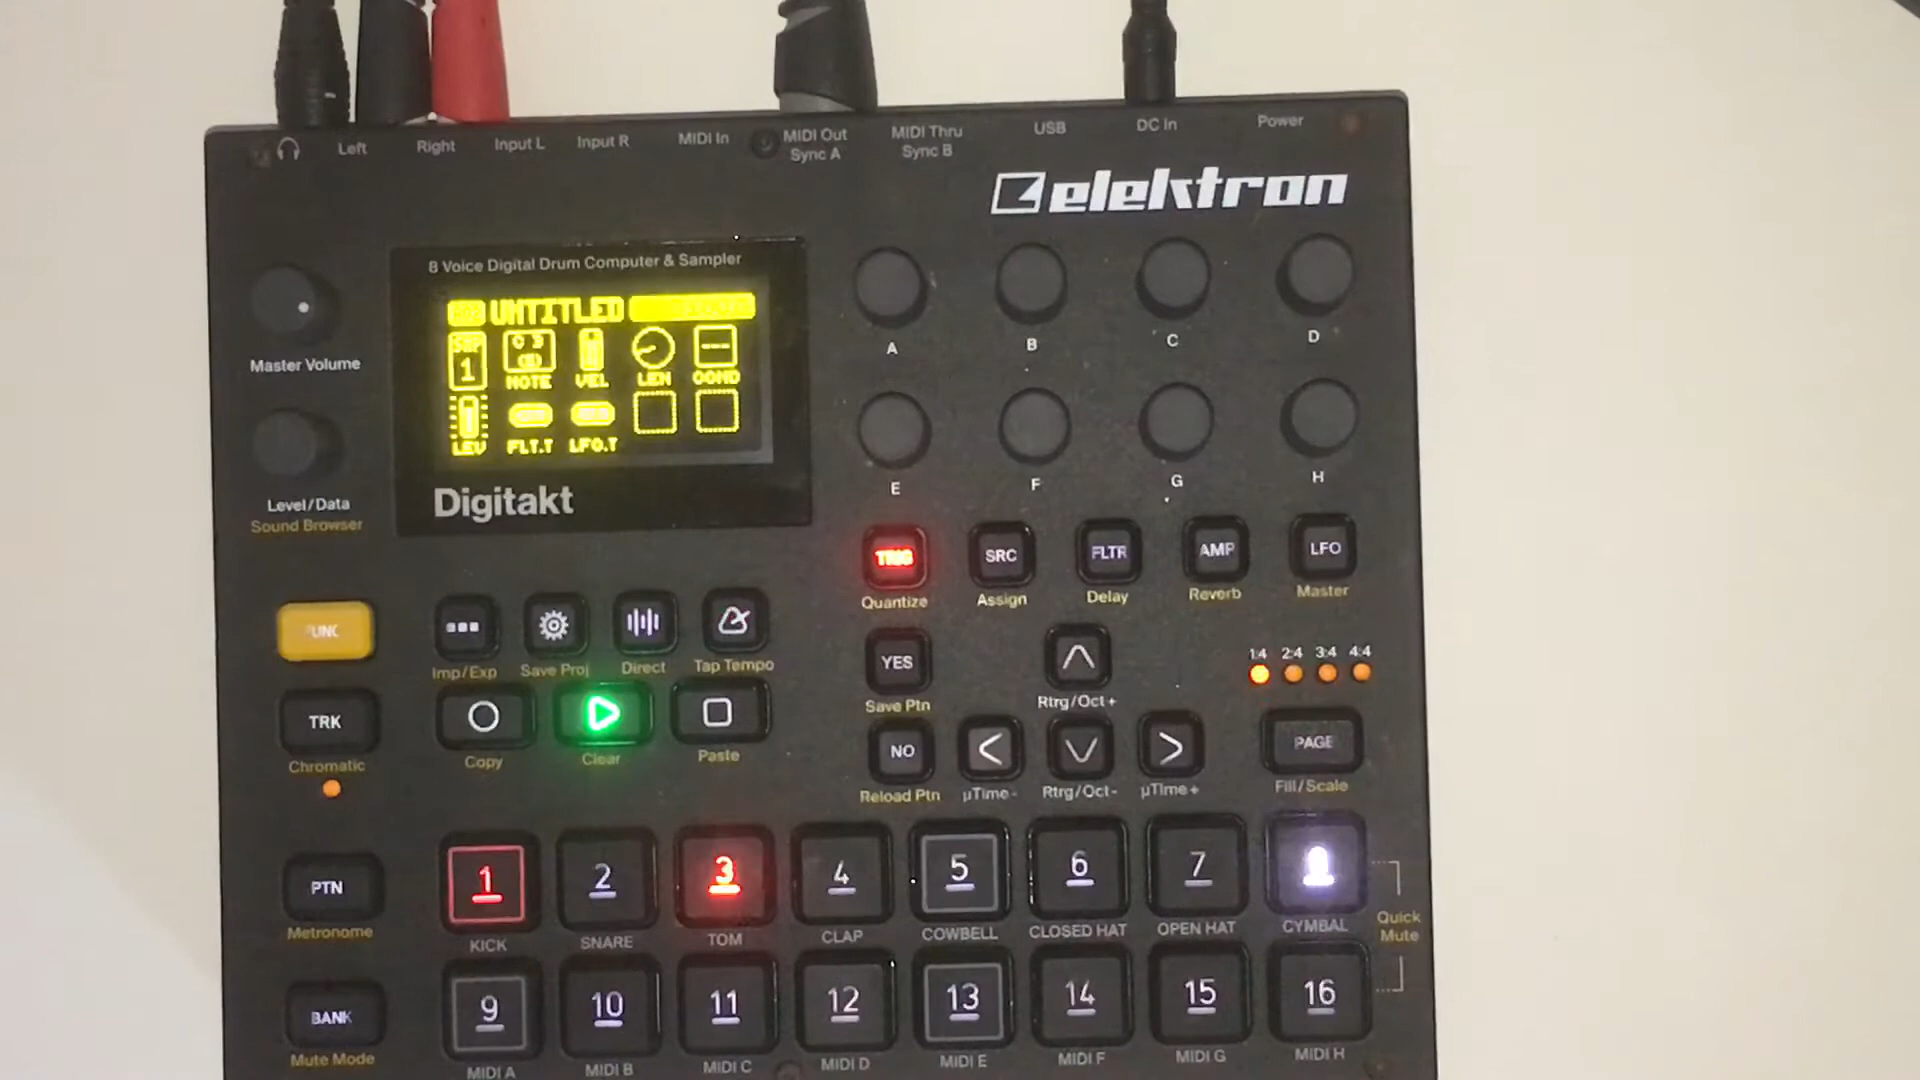 Left
Right
Input L
Input R
MIDI In
MIDI Out
Sync A
MIDI Thru
Sync B
USB
DC In
Power
elektron
8 Voice Digital Drum Computer & Sampler
UNTITLED
1
NOTE
VEL
LEN
COND
LEV
FLT.T
LFO.T
Digitakt
Master Volume
Level/Data
Sound Browser
A
B
C
D
E
F
G
H
TRIG
SRC
FLTR
AMP
LFO
Quantize
Assign
Delay
Reverb
Master
FUNC
Imp/Exp
Save Proj
Direct
Tap Tempo
YES
Save Ptn
Rtrg/Oct +
1:4 2:4 3:4 4:4
TRK
Chromatic
Copy
Clear
Paste
NO
Reload Ptn
µTime -
Rtrg/Oct -
µTime +
PAGE
Fill/Scale
PTN
Metronome
1
2
3
4
5
6
7
8
KICK
SNARE
TOM
CLAP
COWBELL
CLOSED HAT
OPEN HAT
CYMBAL
Quick
Mute
BANK
Mute Mode
9
10
11
12
13
14
15
16
MIDI A
MIDI B
MIDI C
MIDI D
MIDI E
MIDI F
MIDI G
MIDI H